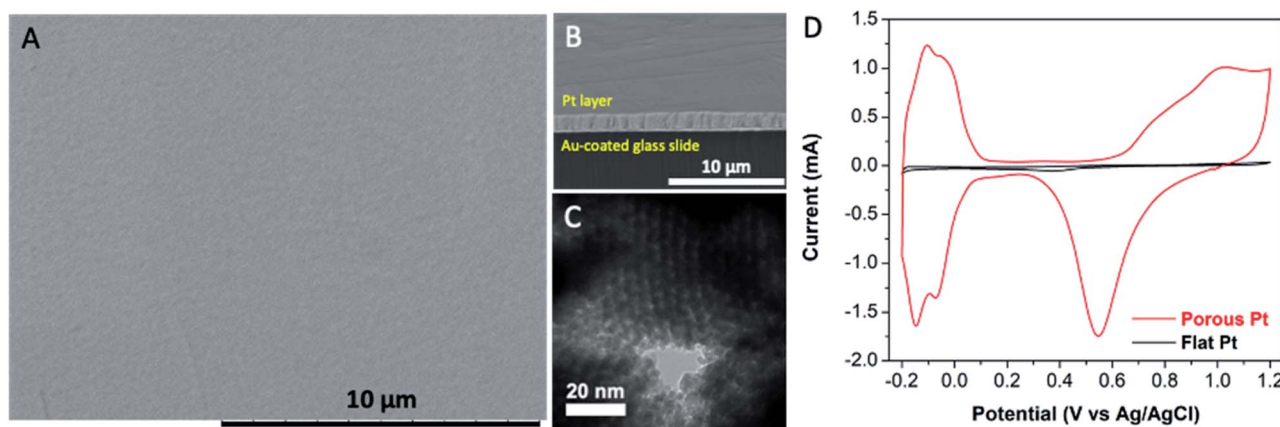 A
10 µm
B
Pt layer
Au-coated glass slide
10 µm
C
20 nm
D
Current (mA)
1.5
1.0
0.5
0.0
-0.5
-1.0
-1.5
-2.0
Porous Pt
Flat Pt
-0.2 0.0 0.2 0.4 0.6 0.8 1.0 1.2
Potential (V vs Ag/AgCl)